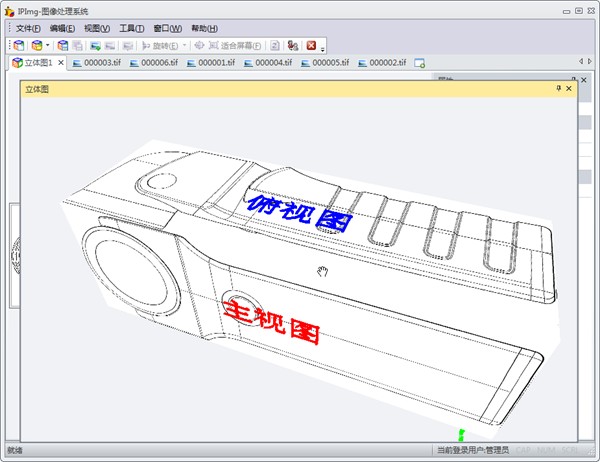 IPImg-图像处理系统
文件(F) 编辑(E) 视图(V) 工具(T) 窗口(W) 帮助(H)
旋转(E) 适合屏幕(F)
立体图1 000003.tif 000006.tif 000001.tif 000004.tif 000005.tif 000002.tif
立体图
俯视图
主视图
就绪 当前登录用户:管理员 CAP NUM SCRL